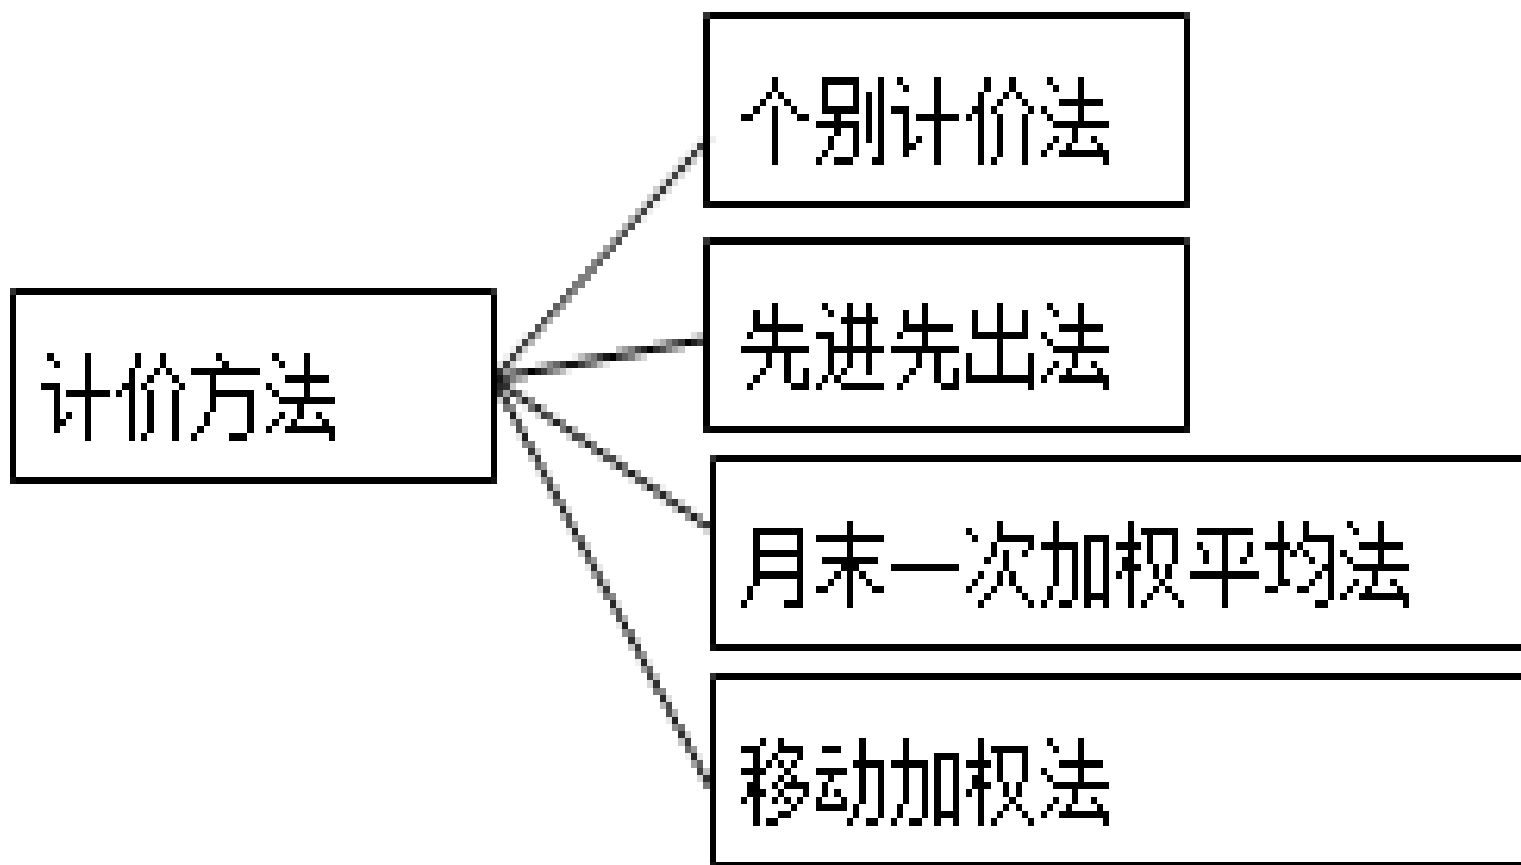 个别计价法
先进先出法
计价方法
月末一次加权平均法
移动加权法